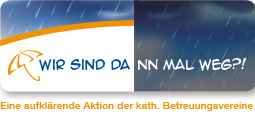 WIR SIND DA NN MAL WEG?!
Eine aufklärende Aktion der kath. Betreuungsvereine